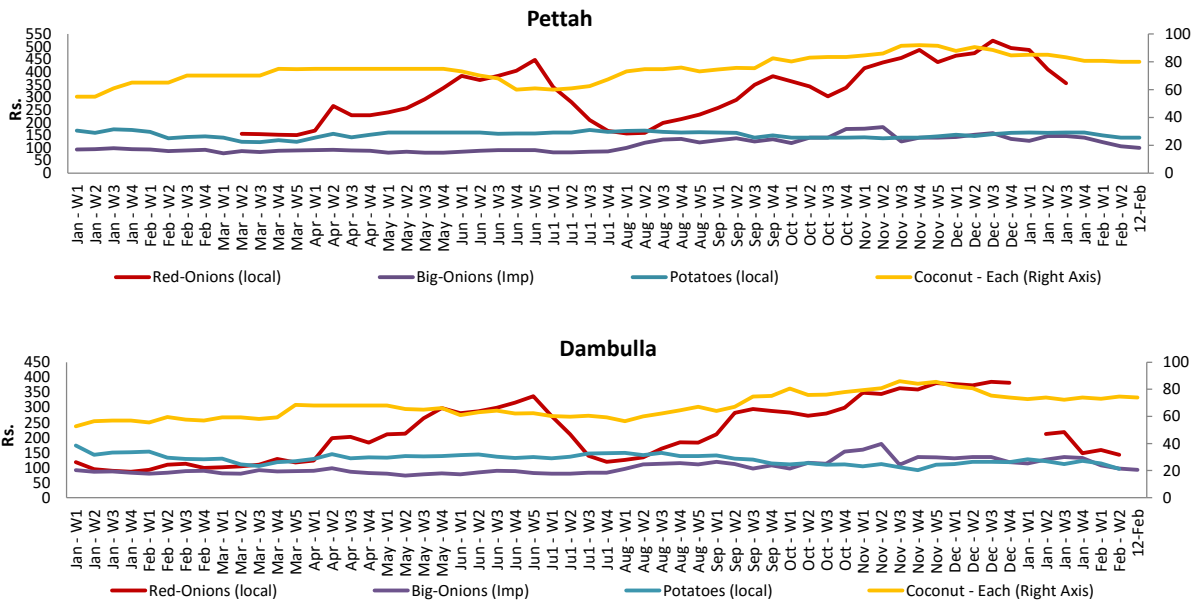 Pettah
550
500
450
400
350
300
250
200
150
100
50
0
Rs.
100
80
60
40
20
0
Jan - W1
Jan - W2
Jan - W3
Jan - W4
Feb - W1
Feb - W2
Feb - W3
Feb - W4
Mar - W1
Mar - W2
Mar - W3
Mar - W4
Mar - W5
Apr - W1
Apr - W2
Apr - W3
Apr - W4
May - W1
May - W2
May - W3
May - W4
Jun - W1
Jun - W2
Jun - W3
Jun - W4
Jun - W5
Ju1 - W1
Ju1 - W2
Ju1 - W3
Ju1 - W4
Aug - W1
Aug - W2
Aug - W3
Aug - W4
Sep - W1
Sep - W2
Sep - W3
Sep - W4
Oct - W1
Oct - W2
Oct - W3
Oct - W4
Nov - W1
Nov - W2
Nov - W3
Nov - W4
Nov - W5
Dec - W1
Dec - W2
Dec - W3
Dec - W4
Jan - W1
Jan - W2
Jan - W3
Jan - W4
Feb - W1
Feb - W2
12-Feb
Red-Onions (local)
Big-Onions (Imp)
Potatoes (local)
Coconut - Each (Right Axis)
Dambulla
450
400
350
300
250
200
150
100
50
0
Rs.
100
80
60
40
20
0
Jan - W1
Jan - W2
Jan - W3
Jan - W4
Feb - W1
Feb - W2
Feb - W3
Feb - W4
Mar - W1
Mar - W2
Mar - W3
Mar - W4
Mar - W5
Apr - W1
Apr - W2
Apr - W3
Apr - W4
May - W1
May - W2
May - W3
May - W4
Jun - W1
Jun - W2
Jun - W3
Jun - W4
Jun - W5
Ju1 - W1
Ju1 - W2
Ju1 - W3
Ju1 - W4
Aug - W1
Aug - W2
Aug - W3
Aug - W4
Sep - W1
Sep - W2
Sep - W3
Sep - W4
Oct - W1
Oct - W2
Oct - W3
Oct - W4
Nov - W1
Nov - W2
Nov - W3
Nov - W4
Nov - W5
Dec - W1
Dec - W2
Dec - W3
Dec - W4
Jan - W1
Jan - W2
Jan - W3
Jan - W4
Feb - W1
Feb - W2
12-Feb
Red-Onions (local)
Big-Onions (Imp)
Potatoes (local)
Coconut - Each (Right Axis)